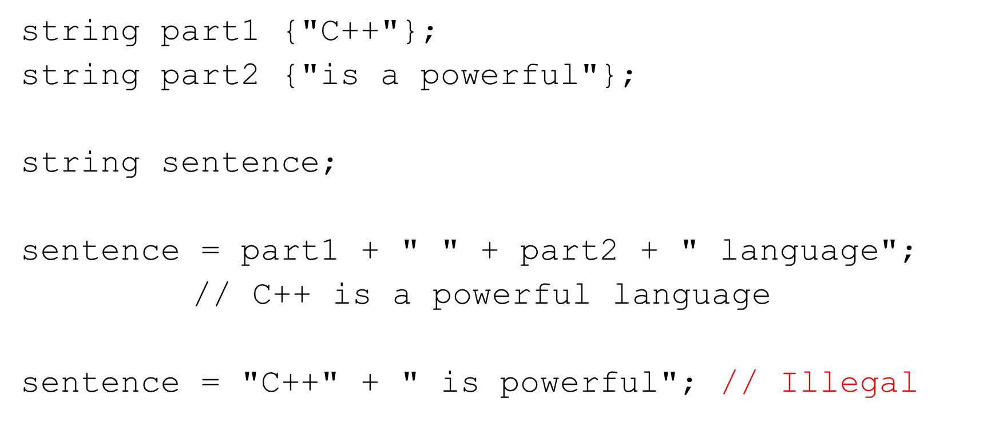 string part1 {"C++"};
string part2 {"is a powerful"};
string sentence;
sentence = part1 + " " + part2 + " language";
// C++ is a powerful language
sentence = "C++" + " is powerful"; // Illegal